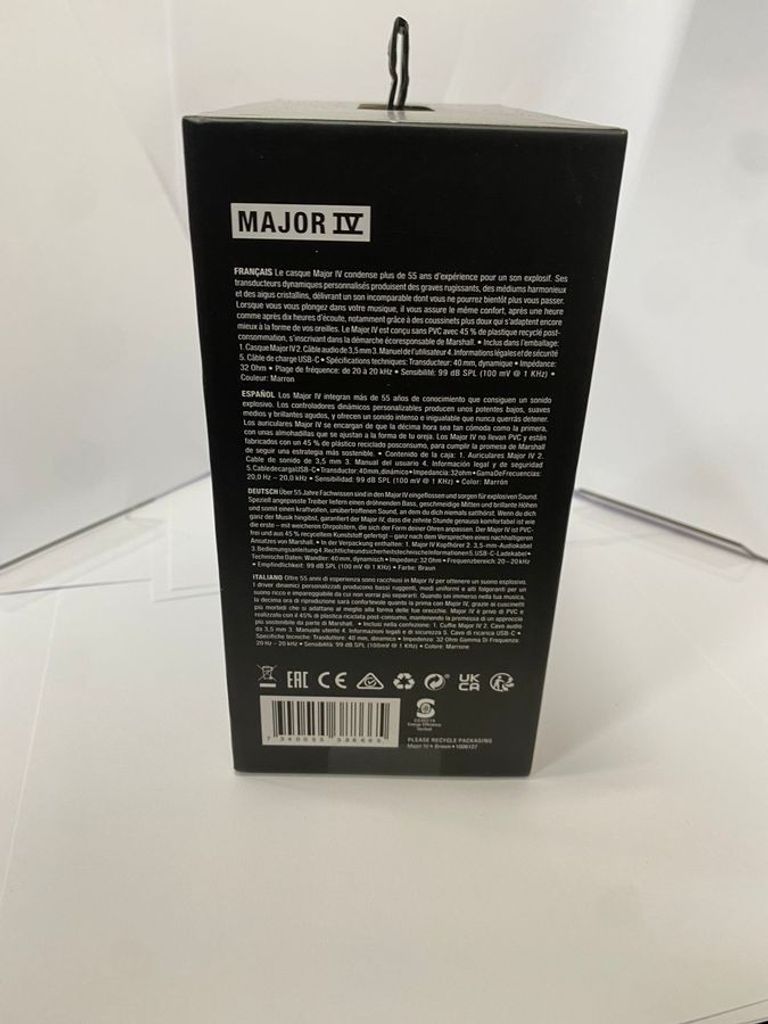 MAJOR IV
FRANÇAIS Le casque Major IV condense plus de 55 ans d'expérience pour un son explosif. Ses
transducteurs dynamiques personnalisés produisent des graves rugissants, des médiums harmonieux
et des aigus cristallins, délivrant un son incomparable dont vous ne pourrez bientôt plus vous passer.
Lorsque vous vous plongez dans votre musique, il vous assure le même confort, après une heure
comme après dix heures d'écoute, notamment grâce à des coussinets plus doux qui s'adaptent encore
mieux à la forme de vos oreilles. Le Major IV est conçu sans PVC avec 45 % de plastique recyclé post-
consommation, s'inscrivant dans la démarche écoresponsable de Marshall. • Inclus dans l'emballage:
1. Casque Major IV 2. Câble audio de 3,5 mm 3. Manuel de l'utilisateur 4. Informations légales et de sécurité
5. Câble de charge USB-C • Spécifications techniques: Transducteur: 40 mm, dynamique • Impédance:
32 Ohm • Plage de fréquence: de 20 à 20 kHz • Sensibilité: 99 dB SPL (100 mV @ 1 KHz) •
Couleur: Marron
ESPAÑOL Los Major IV integran más de 55 años de conocimiento que consiguen un sonido
explosivo. Los controladores dinámicos personalizables producen unos potentes bajos, suaves
medios y brillantes agudos, y ofrecen un sonido intenso e inigualable que nunca querrás detener.
Los auriculares Major IV se encargan de que la décima hora sea tan cómoda como la primera,
con unas almohadillas que se ajustan a la forma de tu oreja. Los Major IV no llevan PVC y están
fabricados con un 45 % de plástico reciclado posconsumo, para cumplir la promesa de Marshall
de seguir una estrategia más sostenible. • Contenido de la caja: 1. Auriculares Major IV 2.
Cable de sonido de 3,5 mm 3. Manual del usuario 4. Información legal y de seguridad
5. Cable de carga USB-C • Transductor: 40 mm, dinámico • Impedancia: 32 ohm • Gama De Frecuencias:
20,0 Hz – 20,0 kHz • Sensibilidad: 99 dB SPL (100 mV @ 1 KHz) • Color: Marrón
DEUTSCH Über 55 Jahre Fachwissen sind in den Major IV eingeflossen und sorgen für explosiven Sound.
Speziell angepasste Treiber liefern einen dröhnenden Bass, geschmeidige Mitten und brillante Höhen
und somit einen kraftvollen, unübertroffenen Sound, an dem du dich niemals satthörst. Wenn du dich
ganz der Musik hingibst, garantiert der Major IV, dass die zehnte Stunde genauso komfortabel ist wie
die erste – mit weicheren Ohrpolstern, die sich der Form deiner Ohren anpassen. Der Major IV ist PVC-
frei und aus 45 % recyceltem Kunststoff gefertigt – ganz nach dem Versprechen eines nachhaltigeren
Ansatzes von Marshall. • In der Verpackung enthalten: 1. Major IV Kopfhörer 2. 3,5-mm-Audiokabel
3. Bedienungsanleitung 4. Rechtliche und sicherheitstechnische Informationen 5. USB-C-Ladekabel •
Technische Daten: Wandler: 40 mm, dynamisch • Impedanz: 32 Ohm • Frequenzbereich: 20–20 kHz
• Empfindlichkeit: 99 dB SPL (100 mV @ 1 KHz) • Farbe: Braun
ITALIANO Oltre 55 anni di esperienza sono racchiusi in Major IV per ottenere un suono esplosivo.
I driver dinamici personalizzati producono bassi ruggenti, medi uniformi e alti folgoranti per un
suono ricco e impareggiabile da cui non vorrai più separarti. Quando sei immerso nella tua musica,
la decima ora di riproduzione sarà confortevole quanto la prima con Major IV, grazie ai cuscinetti
più morbidi che si adattano al meglio alla forma delle tue orecchie. Major IV è privo di PVC e
realizzato con il 45% di plastica riciclata post-consumo, mantenendo la premessa di un approccio
più sostenibile da parte di Marshall. • Inclusi nella confezione: 1. Cuffie Major IV 2. Cavo audio
da 3,5 mm 3. Manuale utente 4. Informazioni legali e di sicurezza 5. Cavo di ricarica USB-C •
Specifiche tecniche: Trasduttore: 40 mm, dinamico • Impedenza: 32 Ohm Gamma Di Frequenza:
20 Hz – 20 kHz • Sensibilità: 99 dB SPL (100mV @ 1 KHz) • Colore: Marrone
EAC CE UK CA
Energy Efficiency
Verified
PLEASE RECYCLE PACKAGING
Major IV • Brown • 1006127